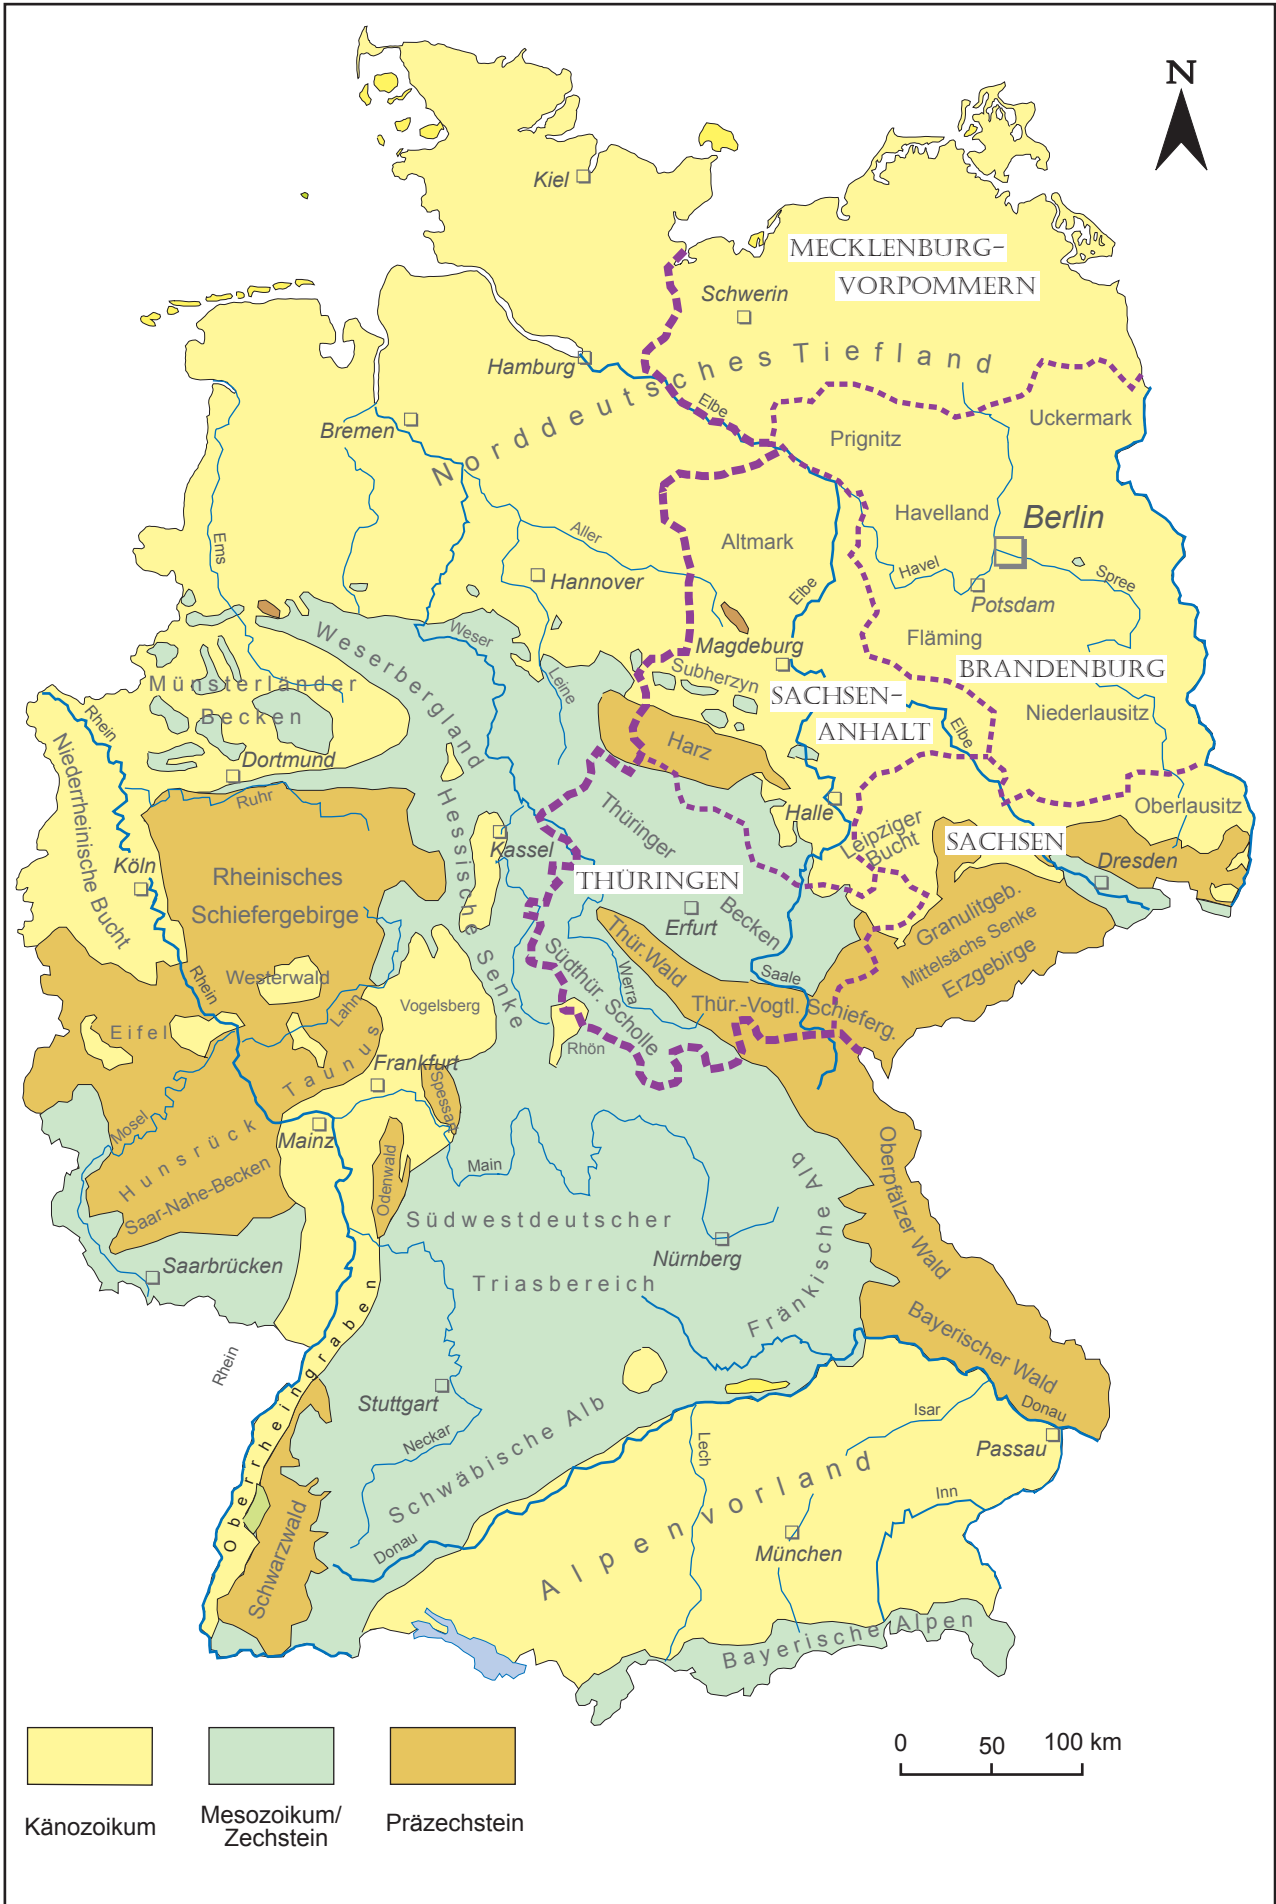 N
Kiel
MECKLENBURG-
VORPOMMERN
Schwerin
Hamburg
Norddeutsches Tiefland
Elbe
Uckermark
Bremen
Prignitz
Havelland
Berlin
Aller
Altmark
Ems
Hannover
Havel
Spree
Elbe
Potsdam
Weser
Fläming
Magdeburg
Weserbergland
Subherzyn
BRANDENBURG
Leine
SACHSEN-
ANHALT
Münsterländer
Becken
Niederlausitz
Rhein
Elbe
Harz
Dortmund
Niederrheinische Bucht
Ruhr
Oberlausitz
Thüringer
Becken
Halle
Leipziger
Bucht
SACHSEN
Hessische Senke
Kassel
Köln
Dresden
Rheinisches
Schiefergebirge
THÜRINGEN
Erfurt
Granulitgeb.
Mittelsächs Senke
Erzgebirge
Thür.Wald
Südthür. Scholle
Werra
Saale
Westerwald
Rhein
Lahn
Vogelsberg
Thür.-Vogtl. Schieferg.
Eifel
Rhön
Taunus
Frankfurt
Spessart
Mosel
Mainz
Hunsrück
Saar-Nahe-Becken
Main
Odenwald
Oberpfälzer Wald
Südwestdeutscher
Triasbereich
Nürnberg
Fränkische Alb
Saarbrücken
Bayerischer Wald
Rhein
Oberrheingraben
Stuttgart
Neckar
Schwäbische Alb
Isar
Donau
Lech
Passau
Alpenvorland
Inn
Donau
München
Schwarzwald
Bayerische Alpen
0
50
100 km
Känozoikum
Mesozoikum/
Zechstein
Präzechstein